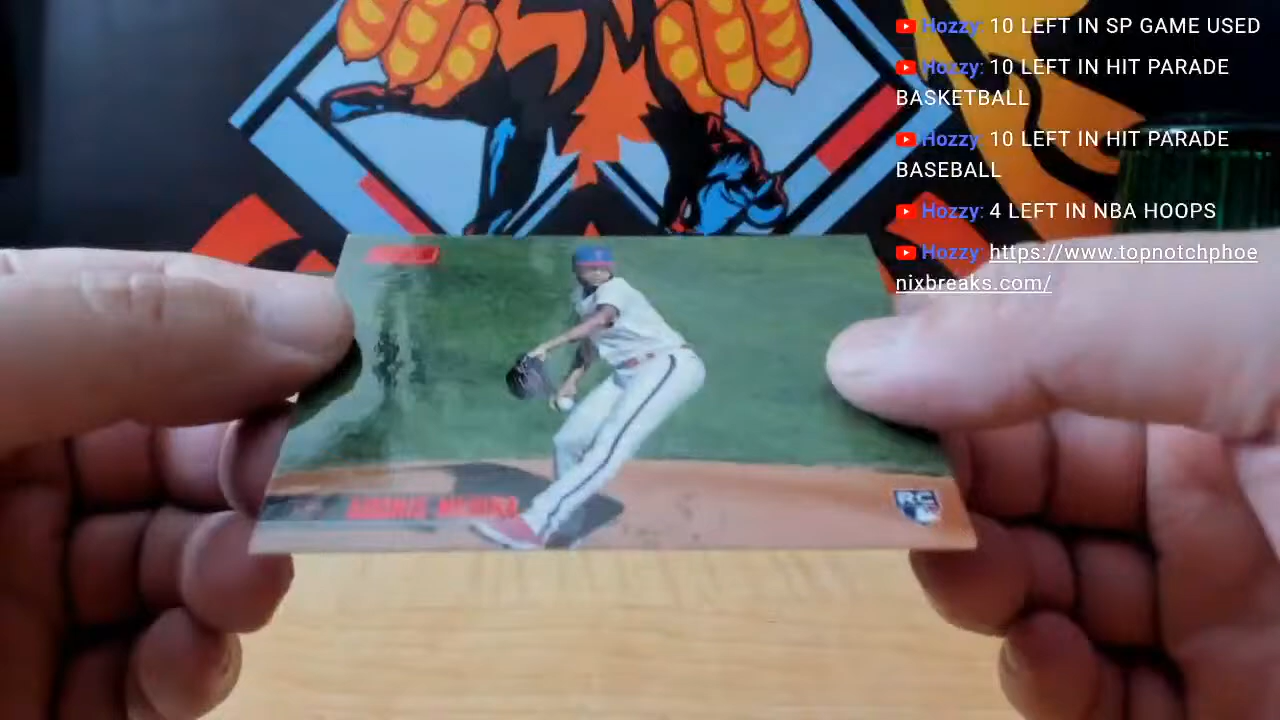 Hozzy: 10 LEFT IN SP GAME USED
Hozzy: 10 LEFT IN HIT PARADE
BASKETBALL
Hozzy: 10 LEFT IN HIT PARADE
BASEBALL
Hozzy: 4 LEFT IN NBA HOOPS
Hozzy: https://www.topnotchphoe
nixbreaks.com/
RC